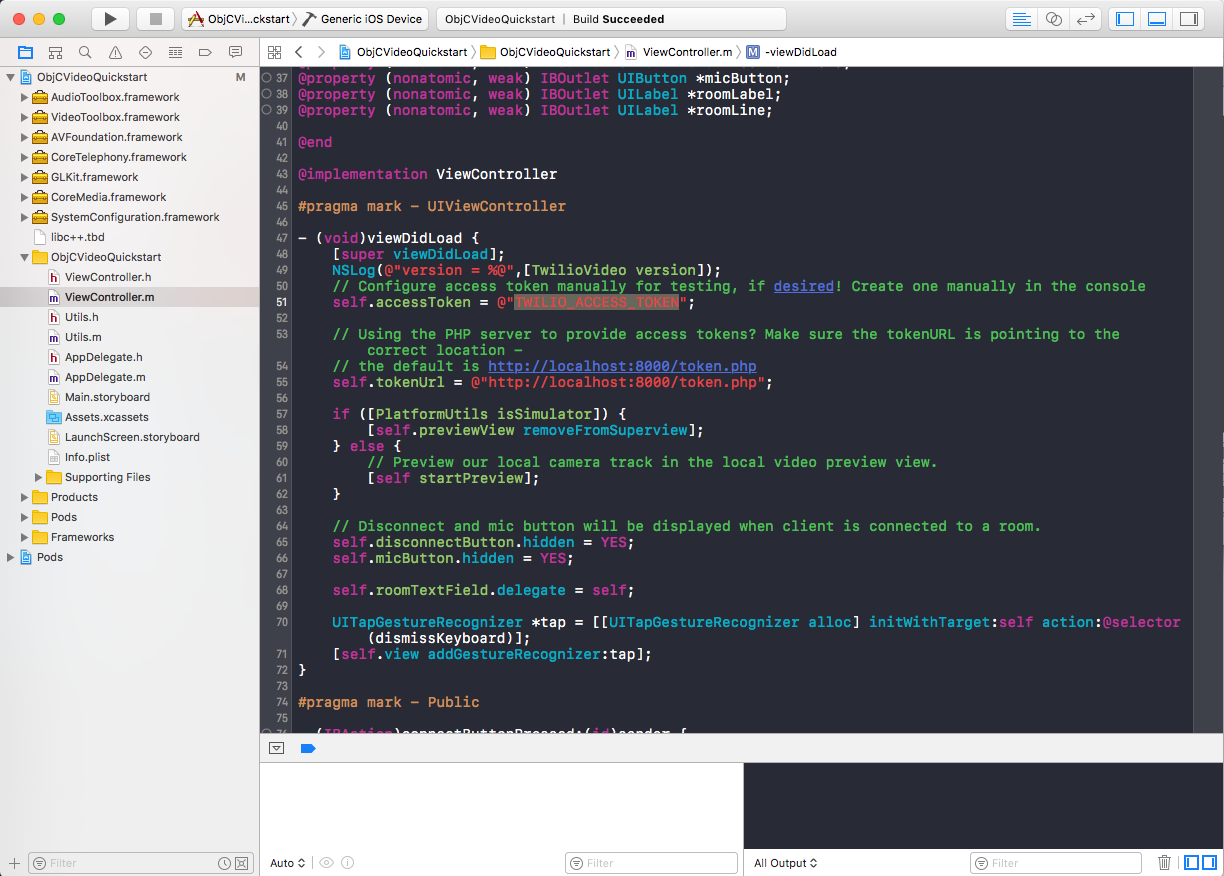 ObjCVi...ckstart
Generic iOS Device
ObjCVideoQuickstart
Build Succeeded
ObjCVideoQuickstart
ObjCVideoQuickstart
ViewController.m
M
-viewDidLoad
ObjCVideoQuickstart
M
AudioToolbox.framework
VideoToolbox.framework
AVFoundation.framework
CoreTelephony.framework
GLKit.framework
CoreMedia.framework
SystemConfiguration.framework
libc++.tbd
ObjCVideoQuickstart
h ViewController.h
m ViewController.m
h Utils.h
m Utils.m
h AppDelegate.h
m AppDelegate.m
Main.storyboard
Assets.xcassets
LaunchScreen.storyboard
Info.plist
Supporting Files
Products
Pods
Frameworks
Pods
Filter
37 @property (nonatomic, weak) IBOutlet UIButton *micButton;
38 @property (nonatomic, weak) IBOutlet UILabel *roomLabel;
39 @property (nonatomic, weak) IBOutlet UILabel *roomLine;
40
41 @end
42
43 @implementation ViewController
44
45 #pragma mark - UIViewController
46
47 - (void)viewDidLoad {
48 [super viewDidLoad];
49 NSLog(@"version = %@",[TwilioVideo version]);
50 // Configure access token manually for testing, if desired! Create one manually in the console
51 self.accessToken = @"TWILIO_ACCESS_TOKEN";
52
53 // Using the PHP server to provide access tokens? Make sure the tokenURL is pointing to the
correct location -
54 // the default is http://localhost:8000/token.php
55 self.tokenUrl = @"http://localhost:8000/token.php";
56
57 if ([PlatformUtils isSimulator]) {
58 [self.previewView removeFromSuperview];
59 } else {
60 // Preview our local camera track in the local video preview view.
61 [self startPreview];
62 }
63
64 // Disconnect and mic button will be displayed when client is connected to a room.
65 self.disconnectButton.hidden = YES;
66 self.micButton.hidden = YES;
67
68 self.roomTextField.delegate = self;
69
70 UITapGestureRecognizer *tap = [[UITapGestureRecognizer alloc] initWithTarget:self action:@selector
(dismissKeyboard)];
71 [self.view addGestureRecognizer:tap];
72 }
73
74 #pragma mark - Public
75
76 - (IBAction)connectButtonPressed:(id)sender {
Auto
Filter
All Output
Filter